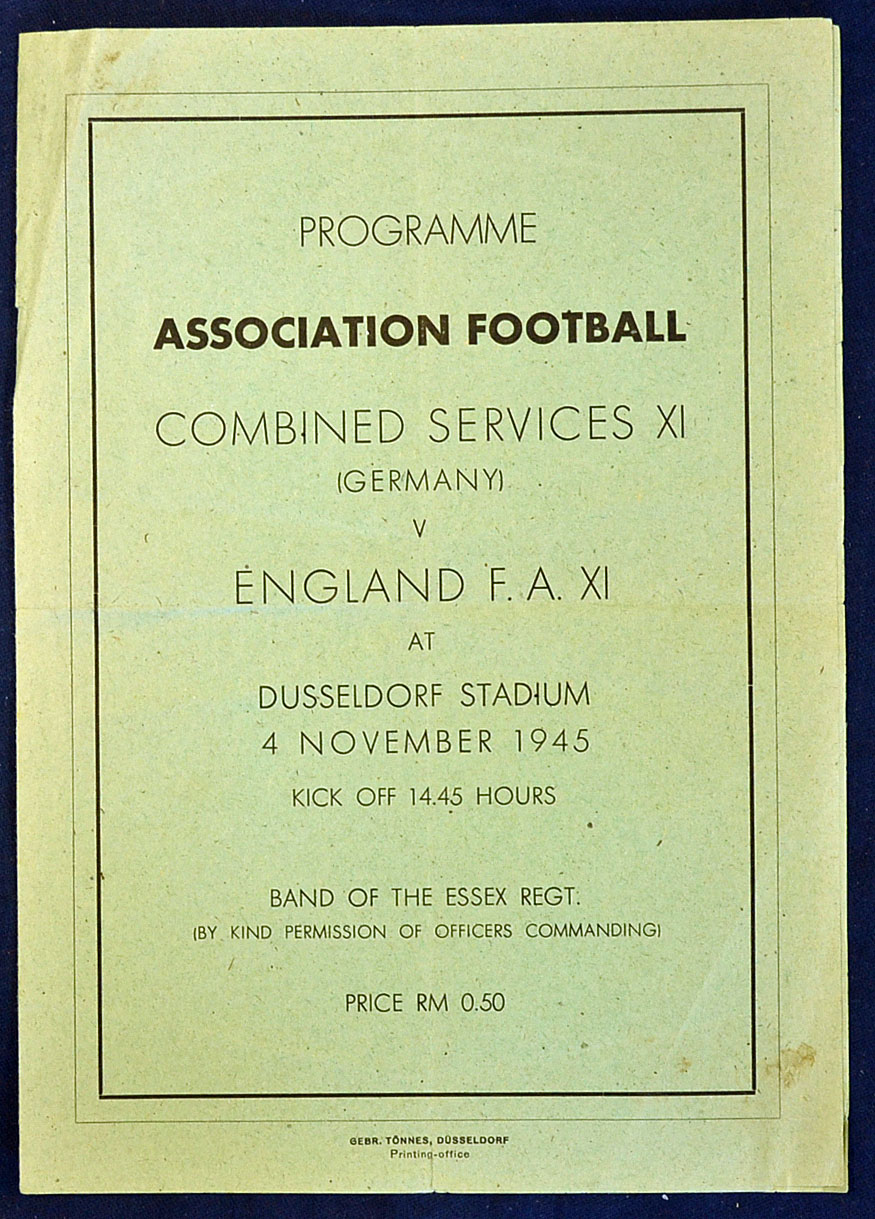 PROGRAMME
ASSOCIATION FOOTBALL
COMBINED SERVICES XI
(GERMANY)
V
ENGLAND F. A. XI
AT
DUSSELDORF STADIUM
4 NOVEMBER 1945
KICK OFF 14.45 HOURS
BAND OF THE ESSEX REGT.
(BY KIND PERMISSION OF OFFICERS COMMANDING)
PRICE RM 0.50
GEBR. TÖNNES, DÜSSELDORF
Printing-office